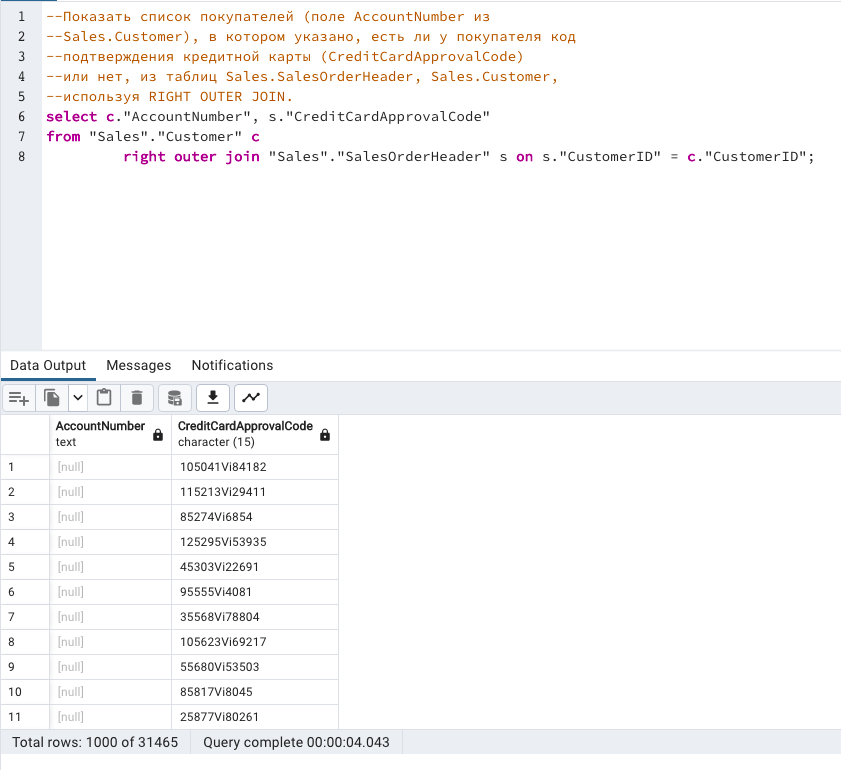 1 --Показать список покупателей (поле AccountNumber из
2 --Sales.Customer), в котором указано, есть ли у покупателя код
3 --подтверждения кредитной карты (CreditCardApprovalCode)
4 --или нет, из таблиц Sales.SalesOrderHeader, Sales.Customer,
5 --используя RIGHT OUTER JOIN.
6 select c."AccountNumber", s."CreditCardApprovalCode"
7 from "Sales"."Customer" c
8 right outer join "Sales"."SalesOrderHeader" s on s."CustomerID" = c."CustomerID";
Data Output Messages Notifications
AccountNumber CreditCardApprovalCode
text character (15)
1 [null] 105041Vi84182
2 [null] 115213Vi29411
3 [null] 85274Vi6854
4 [null] 125295Vi53935
5 [null] 45303Vi22691
6 [null] 95555Vi4081
7 [null] 35568Vi78804
8 [null] 105623Vi69217
9 [null] 55680Vi53503
10 [null] 85817Vi8045
11 [null] 25877Vi80261
Total rows: 1000 of 31465 Query complete 00:00:04.043